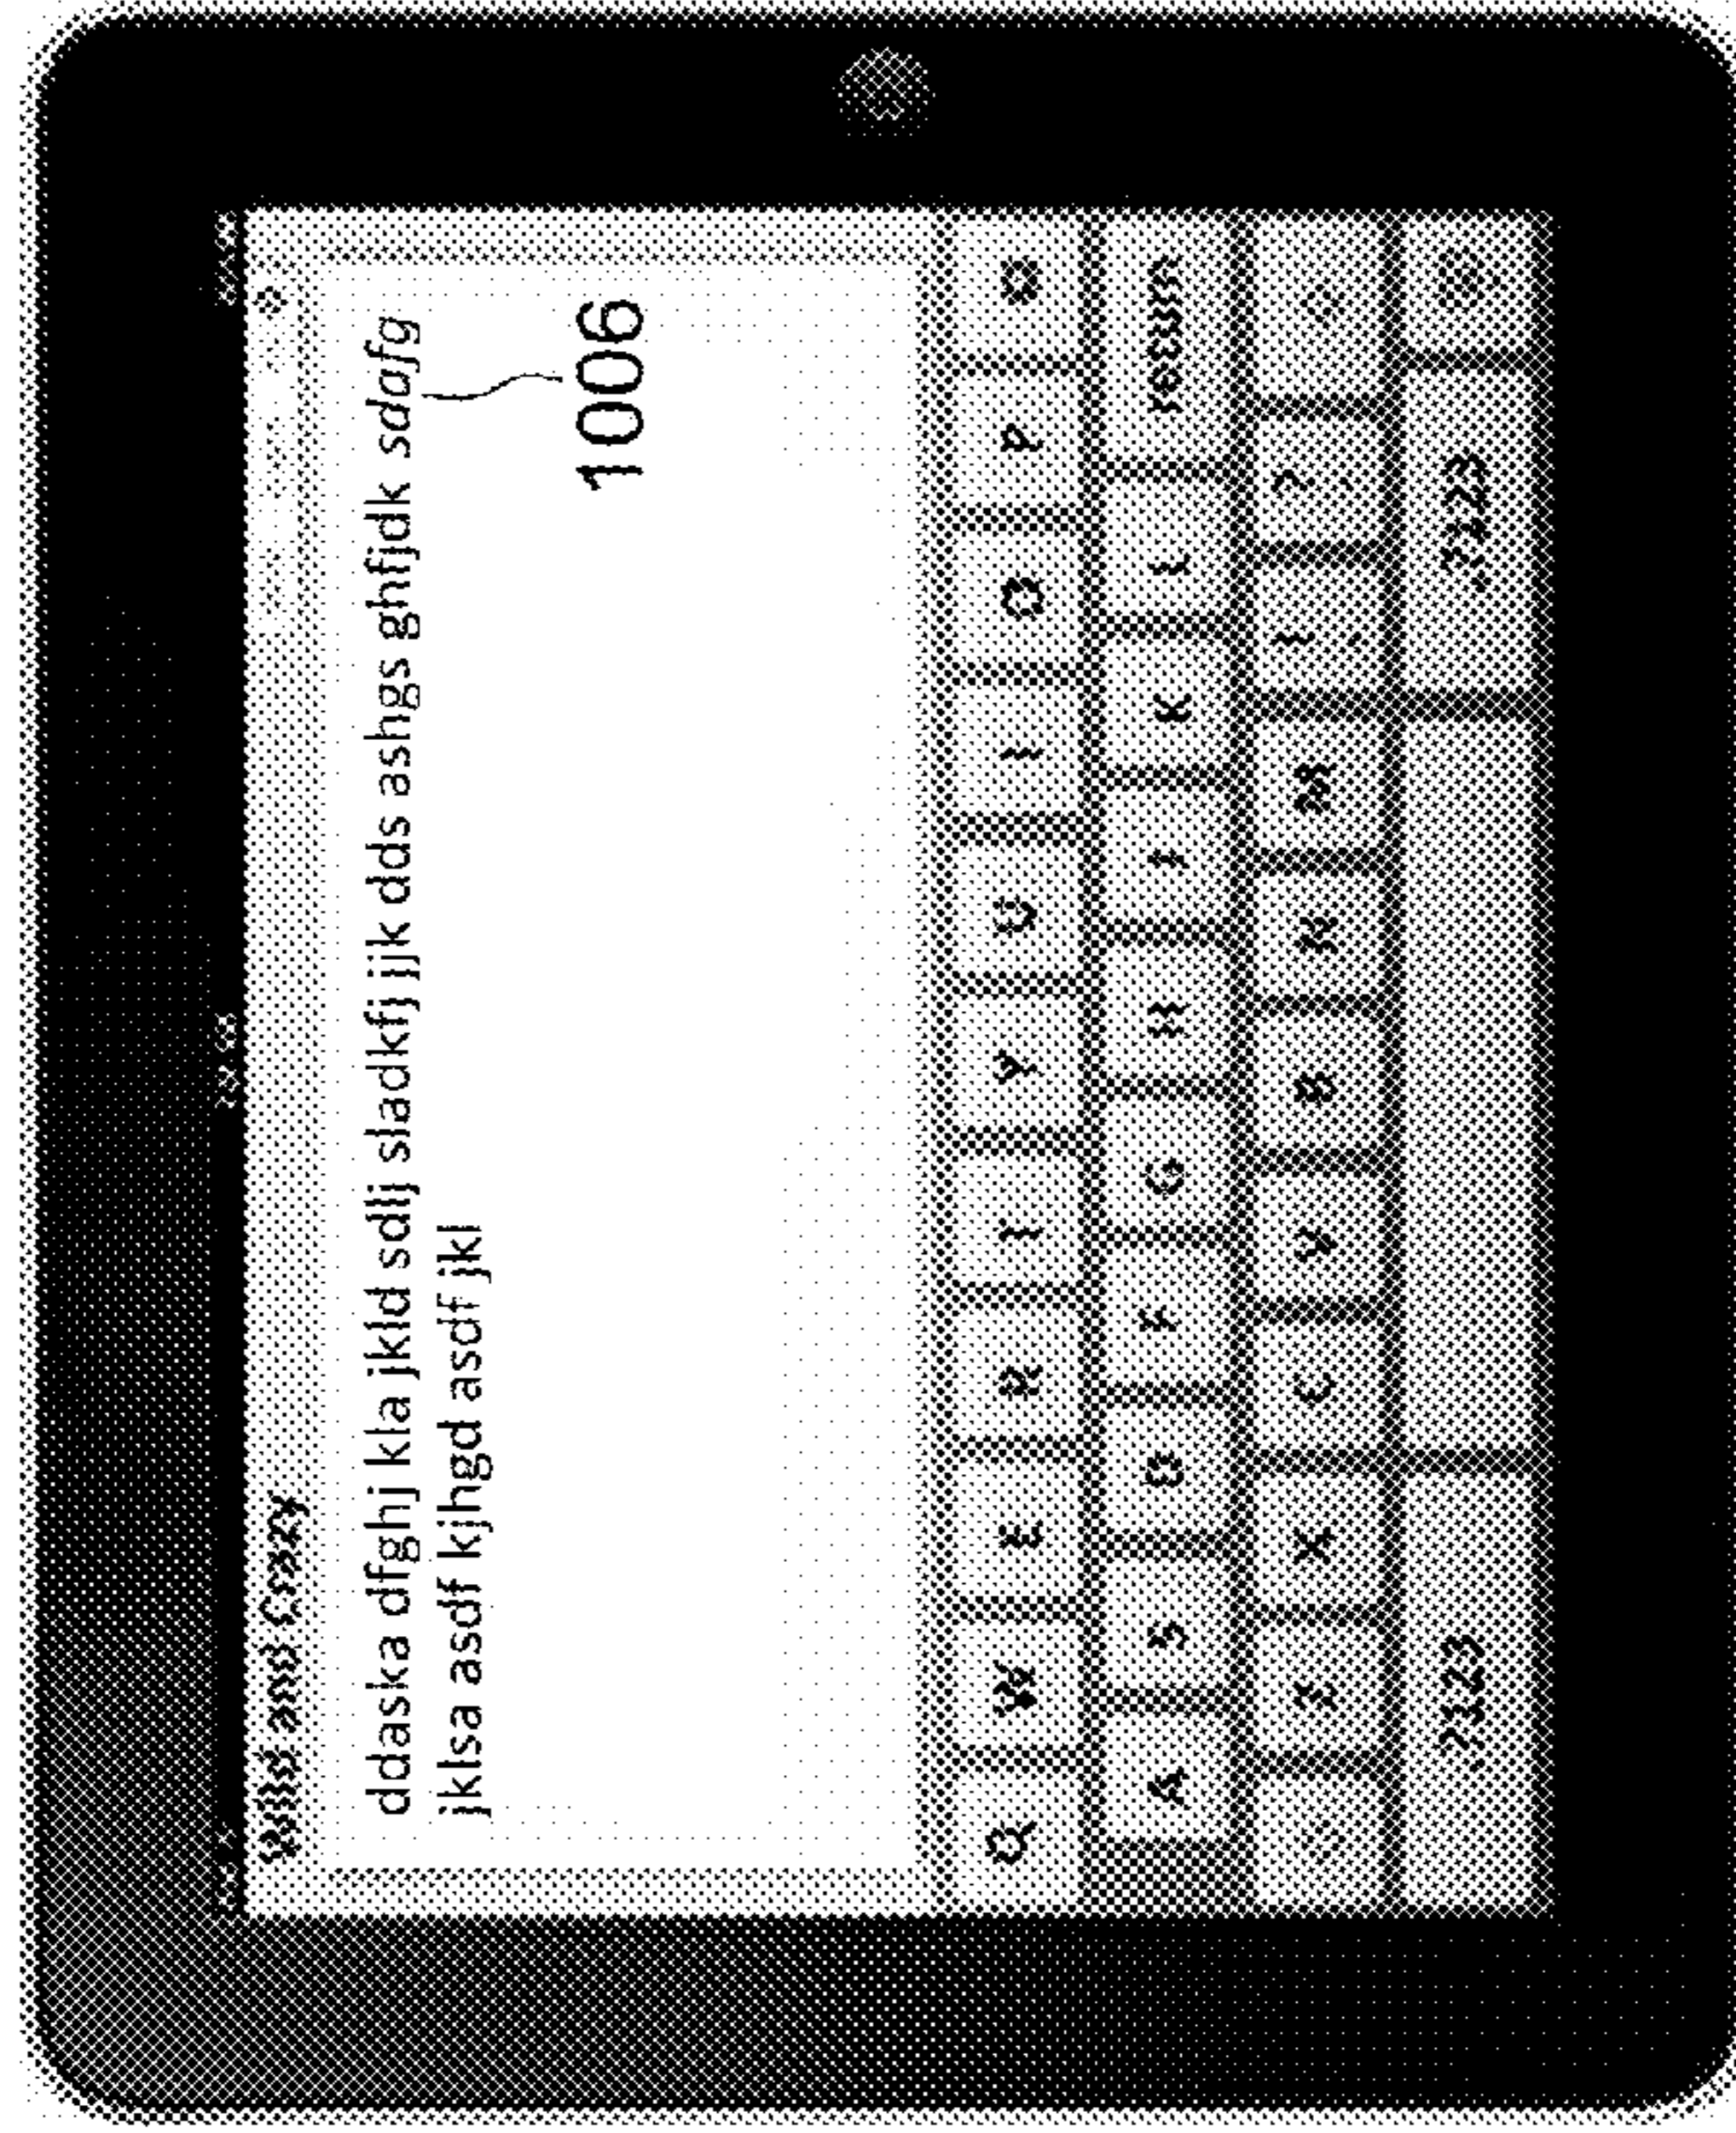 Wild and Crazy
ddaska dfghj kla jkld sdlj sladkfj ijk dds ashgs ghfjdk sdafg
jklsa asdf kjhgd asdf jkl
1006
Q W E R T Y U I O P
A S D F G H J K L return
Z X C V B N M ! ?
.?123 .?123